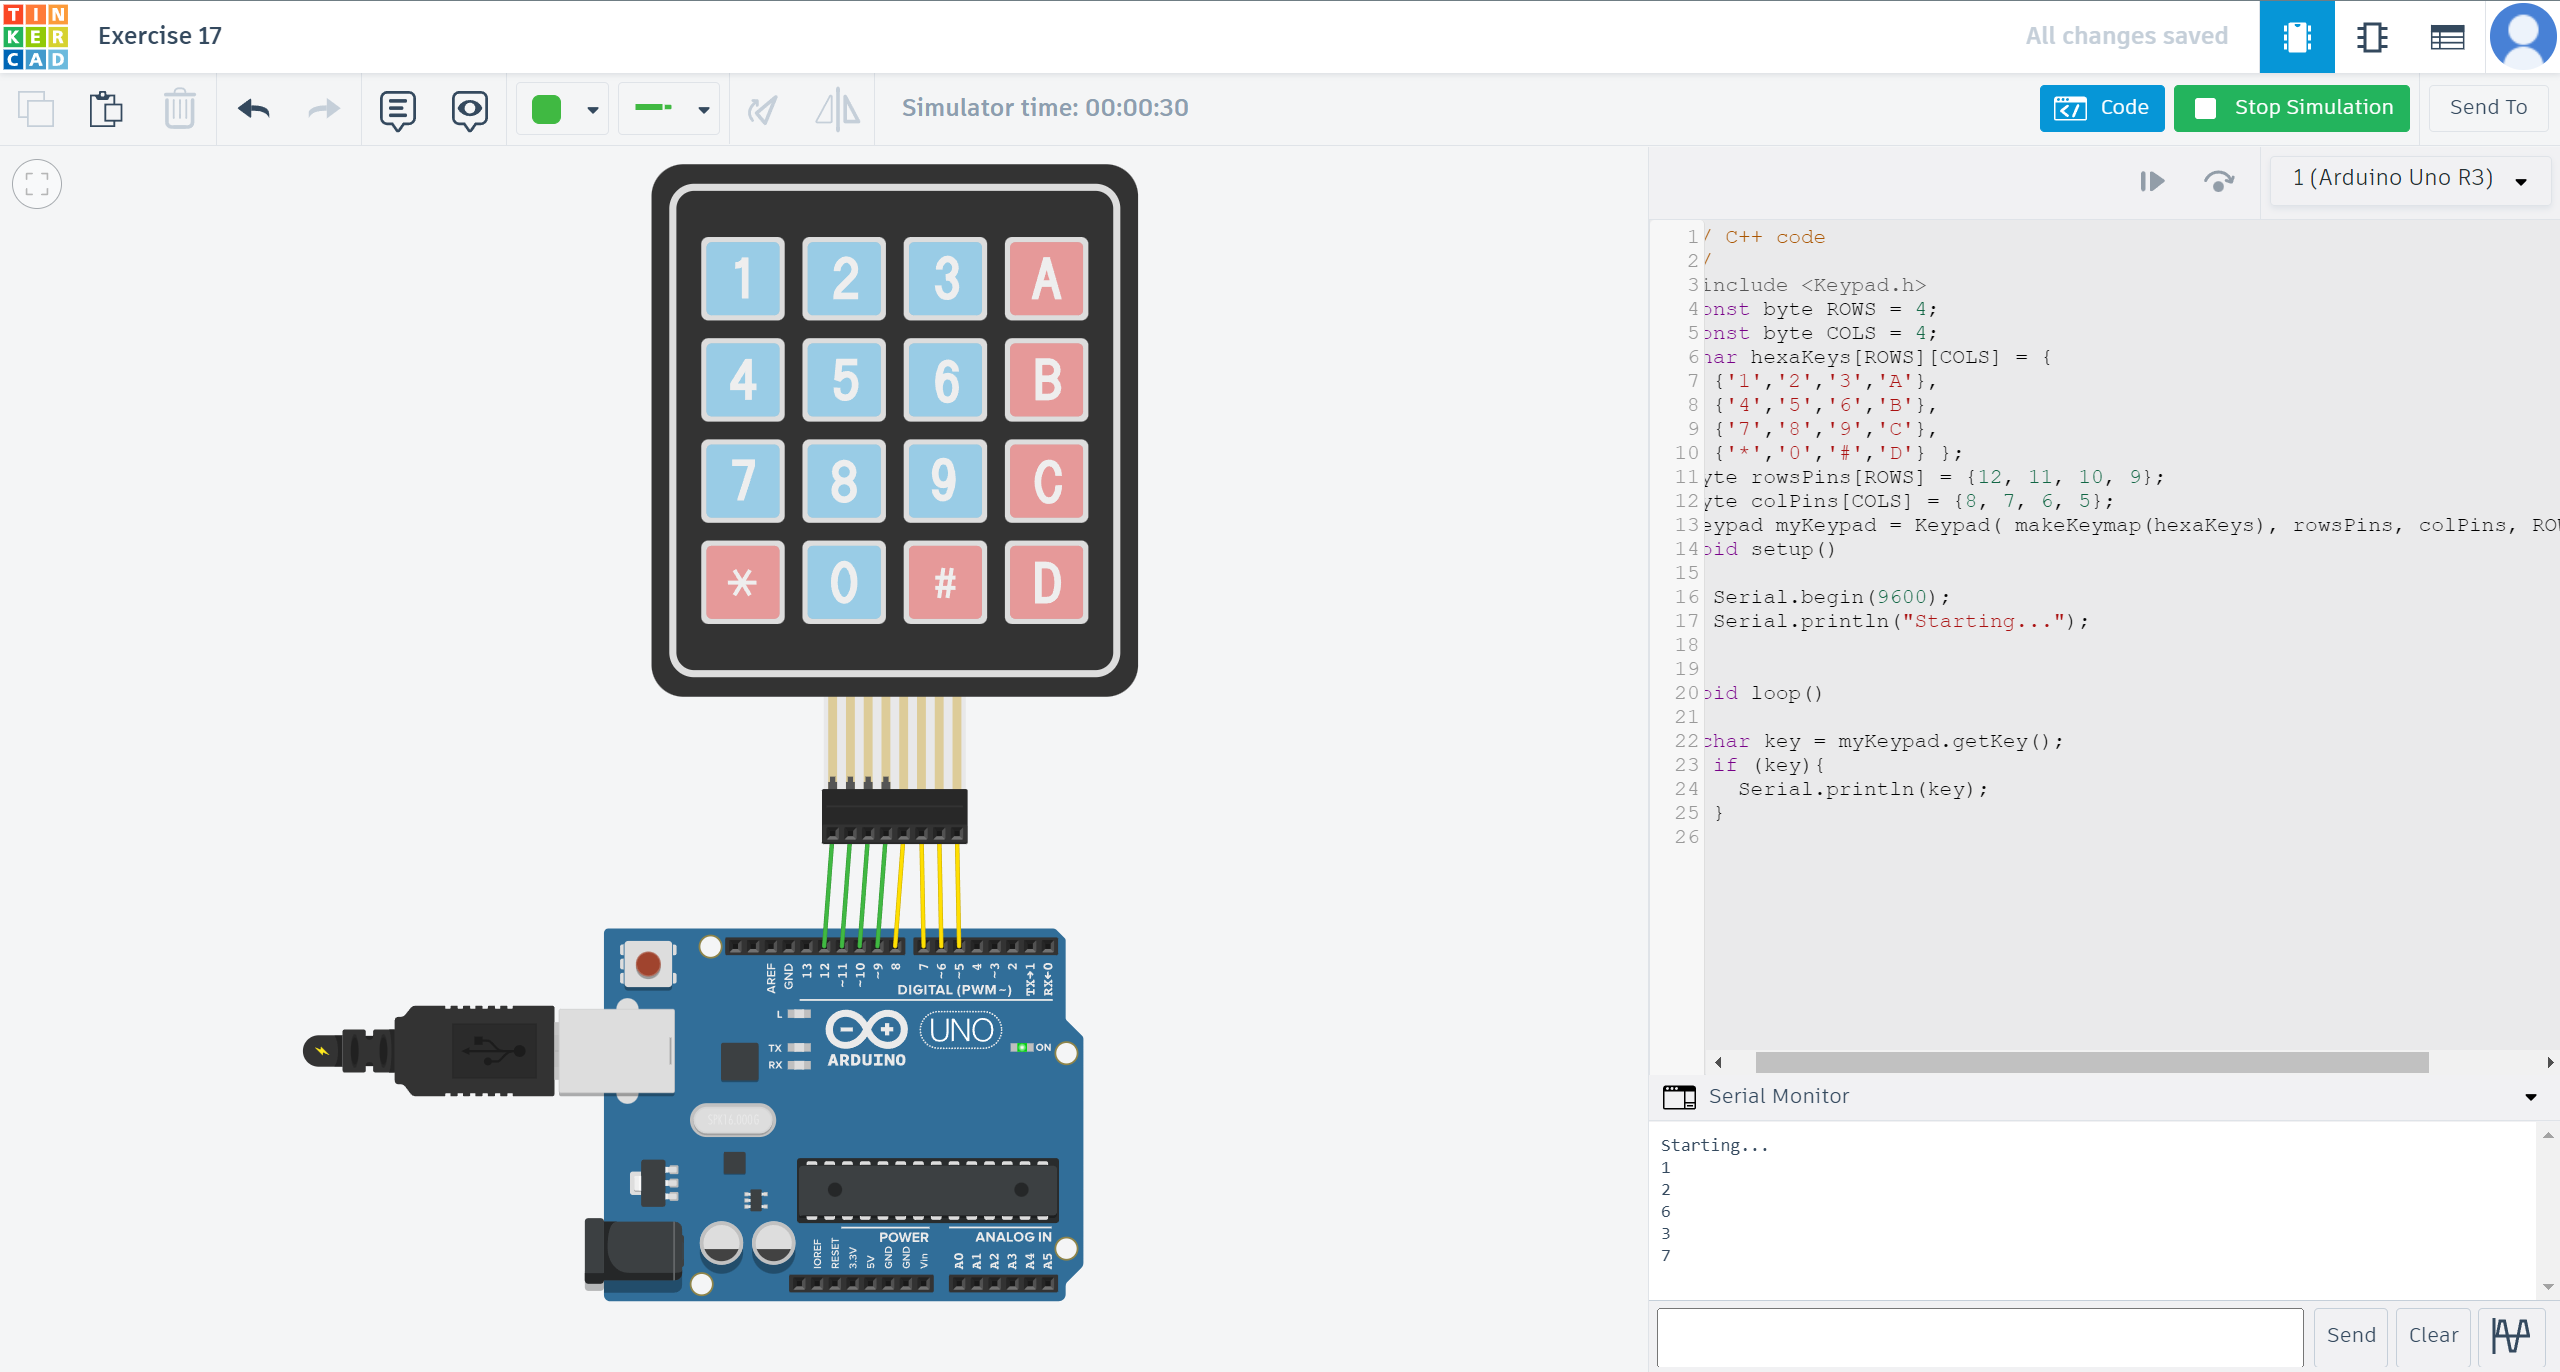 TIN
KER
CAD
Exercise 17
All changes saved
Simulator time: 00:00:30
Code
Stop Simulation
Send To
1 (Arduino Uno R3)
1 2 3 A
4 5 6 B
7 8 9 C
* 0 # D
1 / C++ code
2 /
3 include <Keypad.h>
4 onst byte ROWS = 4;
5 onst byte COLS = 4;
6 har hexaKeys[ROWS][COLS] = {
7 {'1','2','3','A'},
8 {'4','5','6','B'},
9 {'7','8','9','C'},
10 {'*','0','#','D'} };
11 yte rowsPins[ROWS] = {12, 11, 10, 9};
12 yte colPins[COLS] = {8, 7, 6, 5};
13 eypad myKeypad = Keypad( makeKeymap(hexaKeys), rowsPins, colPins, ROW
14 oid setup()
15
16 Serial.begin(9600);
17 Serial.println("Starting...");
18
19
20 oid loop()
21
22 char key = myKeypad.getKey();
23 if (key){
24 Serial.println(key);
25 }
26
AREF GND 13 12 ~11 ~10 ~9 8 7 ~6 ~5 4 ~3 2 TX→1 RX←0
DIGITAL (PWM~)
L
TX
RX
ARDUINO
UNO
ON
POWER
ANALOG IN
IOREF RESET 3.3V 5V GND GND Vin A0 A1 A2 A3 A4 A5
Serial Monitor
Starting...
1
2
6
3
7
Send
Clear